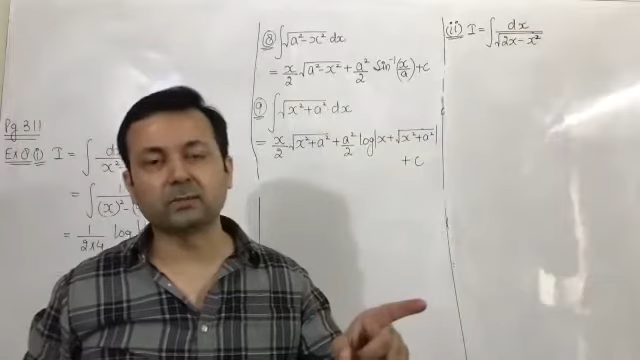 Pg 311
Ex 8 (i) I = ∫ d
x² -
= ∫ 1
(x)² - (
= 1/(2×4) log |
⑧ ∫ √(a² - x²) dx
= x/2 √(a² - x²) + a²/2 sin⁻¹(x/a) + c
⑨ ∫ √(x² + a²) · dx
= x/2 √(x² + a²) + a²/2 log |x + √(x² + a²)|
+ c
(ii) I = ∫ dx/√(2x - x²)